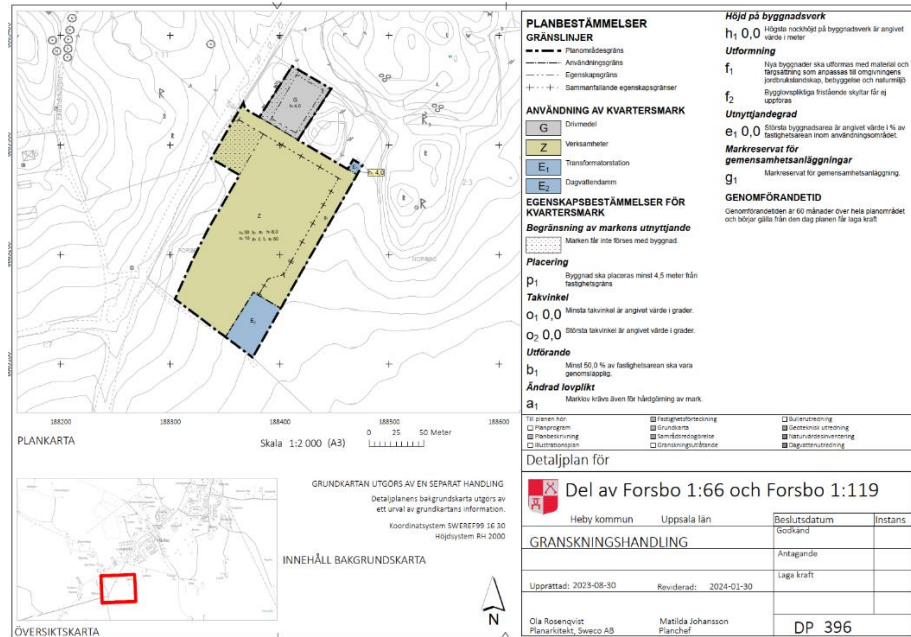 PLANBESTÄMMELSER
GRÄNSLINJER
Planområdesgräns
Användningsgräns
Egenskapsgräns
Sammanfallande egenskapsgränser
ANVÄNDNING AV KVARTERSMARK
G Drivmedel
Z Verksamheter
E1 Transformatorstation
E2 Dagvattendamm
EGENSKAPSBESTÄMMELSER FÖR
KVARTERSMARK
Begränsning av markens utnyttjande
Marken får inte förses med byggnad.
Placering
p1 Byggnad ska placeras minst 4,5 meter från
fastighetsgräns
Takvinkel
o1 0,0 Minsta takvinkel är angivet värde i grader.
o2 0,0 Största takvinkel är angivet värde i grader.
Utförande
b1 Minst 50,0 % av fastighetsarean ska vara
genomsläpplig.
Ändrad lovplikt
a1 Marklov krävs även för hårdgörning av mark.
Höjd på byggnadsverk
h1 0,0 Högsta nockhöjd på byggnadsverk är angivet
värde i meter
Utformning
f1 Nya byggnader ska utformas med material och
färgsättning som anpassas till omgivningens
jordbrukslandskap, bebyggelse och naturmiljö
f2 Bygglovspliktiga fristående skyltar får ej
uppföras
Utnyttjandegrad
e1 0,0 Största byggnadsarea är angivet värde i % av
fastighetsarean inom användningsområdet.
Markreservat för
gemensamhetsanläggningar
g1 Markreservat för gemensamhetsanläggning.
GENOMFÖRANDETID
Genomförandetiden är 60 månader över hela planområdet
och börjar gälla från den dag planen får laga kraft
G
Z
NORRBO
188200 188300 188400 188500 188600
PLANKARTA
Skala 1:2 000 (A3)
0 25 50 Meter
Till planen hör:
Planprogram
Planbeskrivning
Illustrationsplan
Fastighetsförteckning
Grundkarta
Samrådsredogörelse
Granskningsutlåtande
Bullerutredning
Geoteknisk utredning
Naturvärdesinventering
Dagvattenutredning
Detaljplan för
Del av Forsbo 1:66 och Forsbo 1:119
Heby kommun Uppsala län
GRANSKNINGSHANDLING
Upprättad: 2023-08-30 Reviderad: 2024-01-30
Ola Rosenqvist
Planarkitekt, Sweco AB
Matilda Johansson
Planchef
Beslutsdatum Instans
Godkänd
Antagande
Laga kraft
DP 396
GRUNDKARTAN UTGÖRS AV EN SEPARAT HANDLING
Detaljplanens bakgrundskarta utgörs av
ett urval av grundkartans information.
Koordinatsystem SWEREF99 16 30
Höjdsystem RH 2000
INNEHÅLL BAKGRUNDSKARTA
N
ÖVERSIKTSKARTA